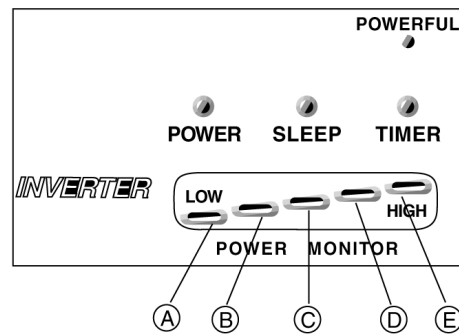 POWERFUL
POWER SLEEP TIMER
INVERTER
LOW
HIGH
POWER MONITOR
A B C D E